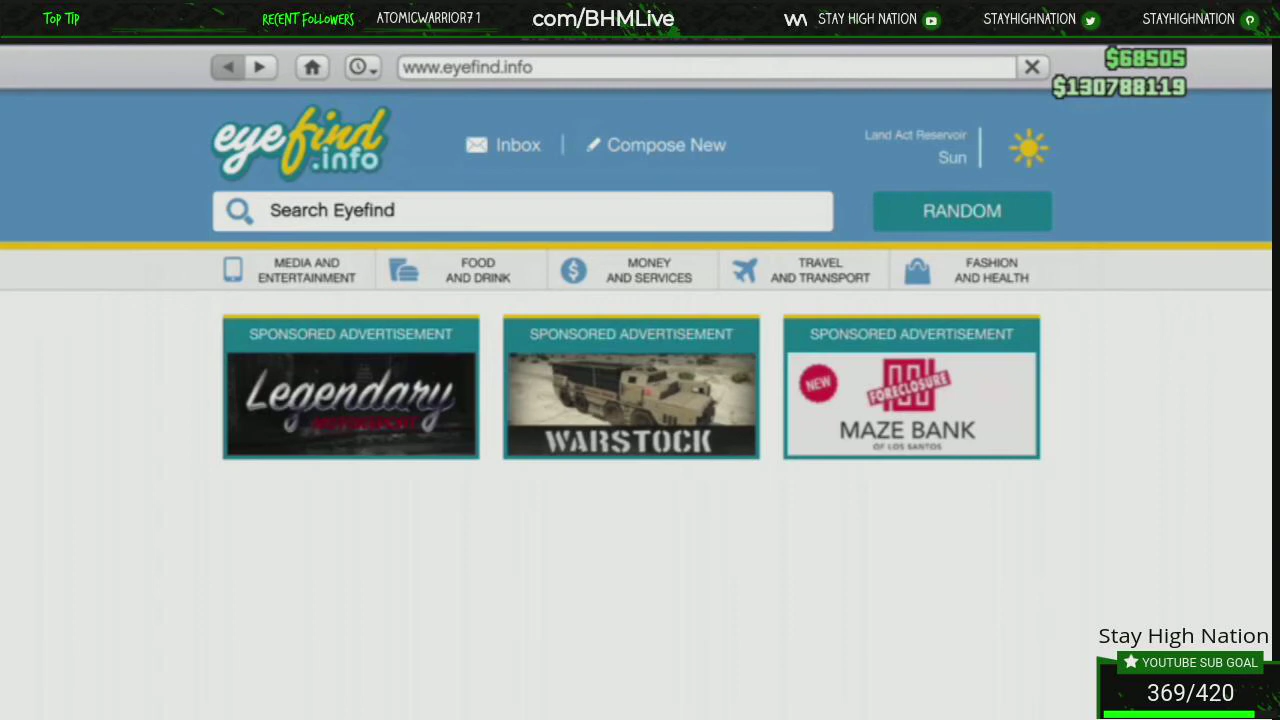 TOP TIP
RECENT FOLLOWERS
ATOMICWARRIOR71
com/BHMLive
STAY HIGH NATION
STAYHIGHNATION
STAYHIGHNATION
www.eyefind.info
$68505
$130788119
eyefind
.info
Inbox
Compose New
Land Act Reservoir
Sun
Search Eyefind
RANDOM
MEDIA AND
ENTERTAINMENT
FOOD
AND DRINK
MONEY
AND SERVICES
TRAVEL
AND TRANSPORT
FASHION
AND HEALTH
SPONSORED ADVERTISEMENT
Legendary
MOTORSPORT
SPONSORED ADVERTISEMENT
WARSTOCK
SPONSORED ADVERTISEMENT
NEW
FORECLOSURE
MAZE BANK
OF LOS SANTOS
Stay High Nation
YOUTUBE SUB GOAL
369/420